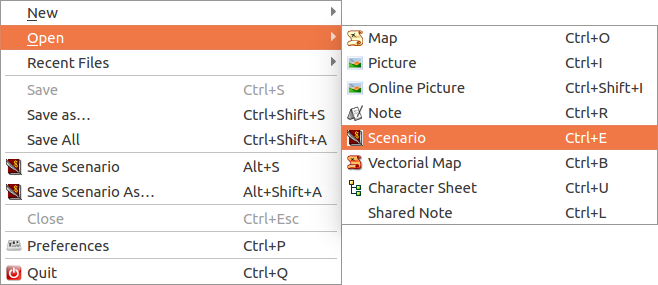 New
Open
Recent Files
Save Ctrl+S
Save as... Ctrl+Shift+S
Save All Ctrl+Shift+A
Save Scenario Alt+S
Save Scenario As... Alt+Shift+A
Close Ctrl+Esc
Preferences Ctrl+P
Quit Ctrl+Q
Map Ctrl+O
Picture Ctrl+I
Online Picture Ctrl+Shift+I
Note Ctrl+R
Scenario Ctrl+E
Vectorial Map Ctrl+B
Character Sheet Ctrl+U
Shared Note Ctrl+L